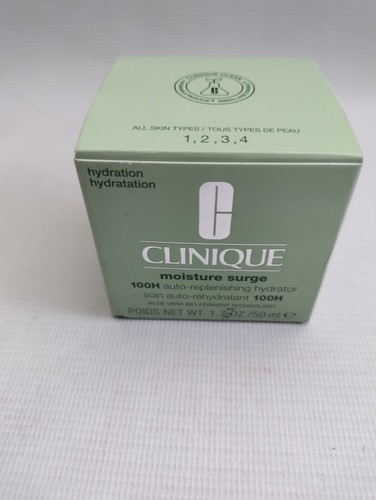 CLINIQUE CLEAN
ALL SKIN TYPES / TOUS TYPES DE PEAU
1, 2, 3, 4
hydration
hydratation
CLINIQUE
moisture surge
100H auto-replenishing hydrator
soin auto-réhydratant 100H
ALOE VERA BIO-FERMENT TECHNOLOGY
POIDS NET WT. 1.7 OZ/50 ml e